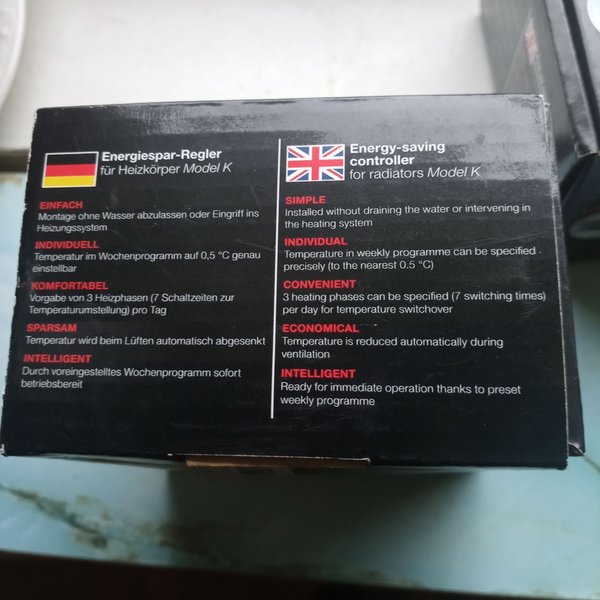 Energiespar-Regler
für Heizkörper Model K
EINFACH
Montage ohne Wasser abzulassen oder Eingriff ins
Heizungssystem
INDIVIDUELL
Temperatur im Wochenprogramm auf 0,5 °C genau
einstellbar
KOMFORTABEL
Vorgabe von 3 Heizphasen (7 Schaltzeiten zur
Temperaturumstellung) pro Tag
SPARSAM
Temperatur wird beim Lüften automatisch abgesenkt
INTELLIGENT
Durch voreingestelltes Wochenprogramm sofort
betriebsbereit
Energy-saving
controller
for radiators Model K
SIMPLE
Installed without draining the water or intervening in
the heating system
INDIVIDUAL
Temperature in weekly programme can be specified
precisely (to the nearest 0.5 °C)
CONVENIENT
3 heating phases can be specified (7 switching times)
per day for temperature switchover
ECONOMICAL
Temperature is reduced automatically during
ventilation
INTELLIGENT
Ready for immediate operation thanks to preset
weekly programme